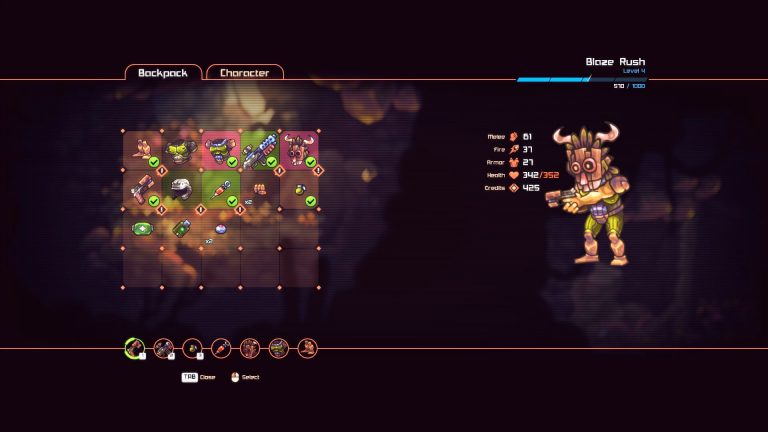 Blaze Rush
Level 4
570 / 1000
Backpack
Character
Melee 61
Fire 37
Armor 27
Health 342/352
Credits 425
x2
x2
TAB Close
Select